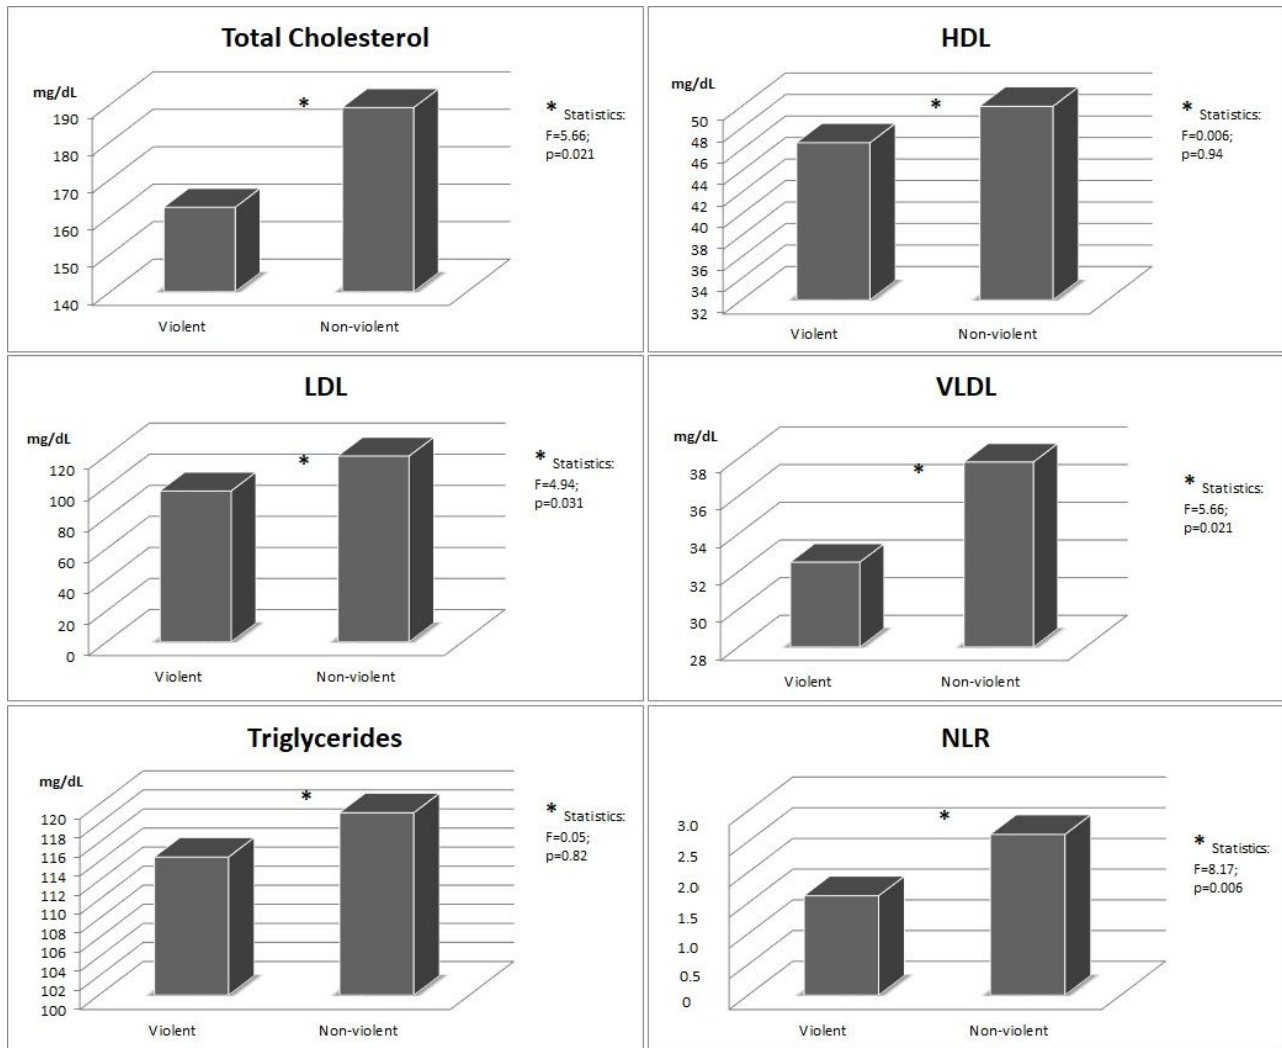 Total Cholesterol
mg/dL
190
180
170
160
150
140
*
* Statistics:
F=5.66;
p=0.021
Violent Non-violent
HDL
mg/dL
50
48
46
44
42
40
38
36
34
32
*
* Statistics:
F=0.006;
p=0.94
Violent Non-violent
LDL
mg/dL
120
100
80
60
40
20
0
*
* Statistics:
F=4.94;
p=0.031
Violent Non-violent
VLDL
mg/dL
38
36
34
32
30
28
*
* Statistics:
F=5.66;
p=0.021
Violent Non-violent
Triglycerides
mg/dL
120
118
116
114
112
110
108
106
104
102
100
*
* Statistics:
F=0.05;
p=0.82
Violent Non-violent
NLR
3.0
2.5
2.0
1.5
1.0
0.5
0
*
* Statistics:
F=8.17;
p=0.006
Violent Non-violent